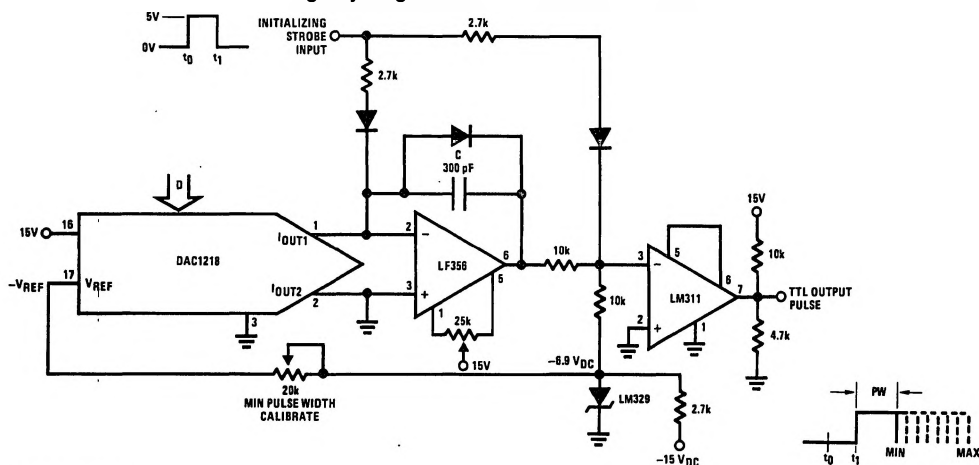 INITIALIZING
STROBE
INPUT
5V
0V
t0
t1
2.7k
2.7k
C
300 pF
D
15V
16
DAC1218
IOUT1
1
IOUT2
2
17
-VREF
VREF
3
2
-
LF356
6
3
+
5
1
25k
15V
10k
10k
3
-
5
6
LM311
7
2
+
1
15V
10k
TTL OUTPUT
PULSE
4.7k
20k
MIN PULSE WIDTH
CALIBRATE
-6.9 VDC
LM329
2.7k
-15 VDC
PW
t0
t1
MIN
MAX